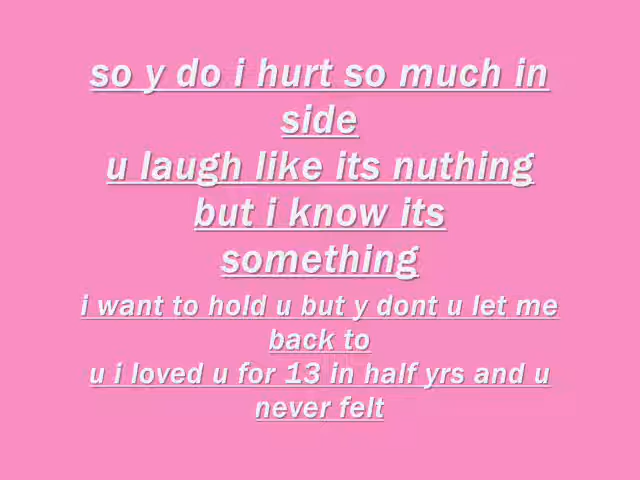 so y do i hurt so much in
side
u laugh like its nuthing
but i know its
something
i want to hold u but y dont u let me
back to
u i loved u for 13 in half yrs and u
never felt